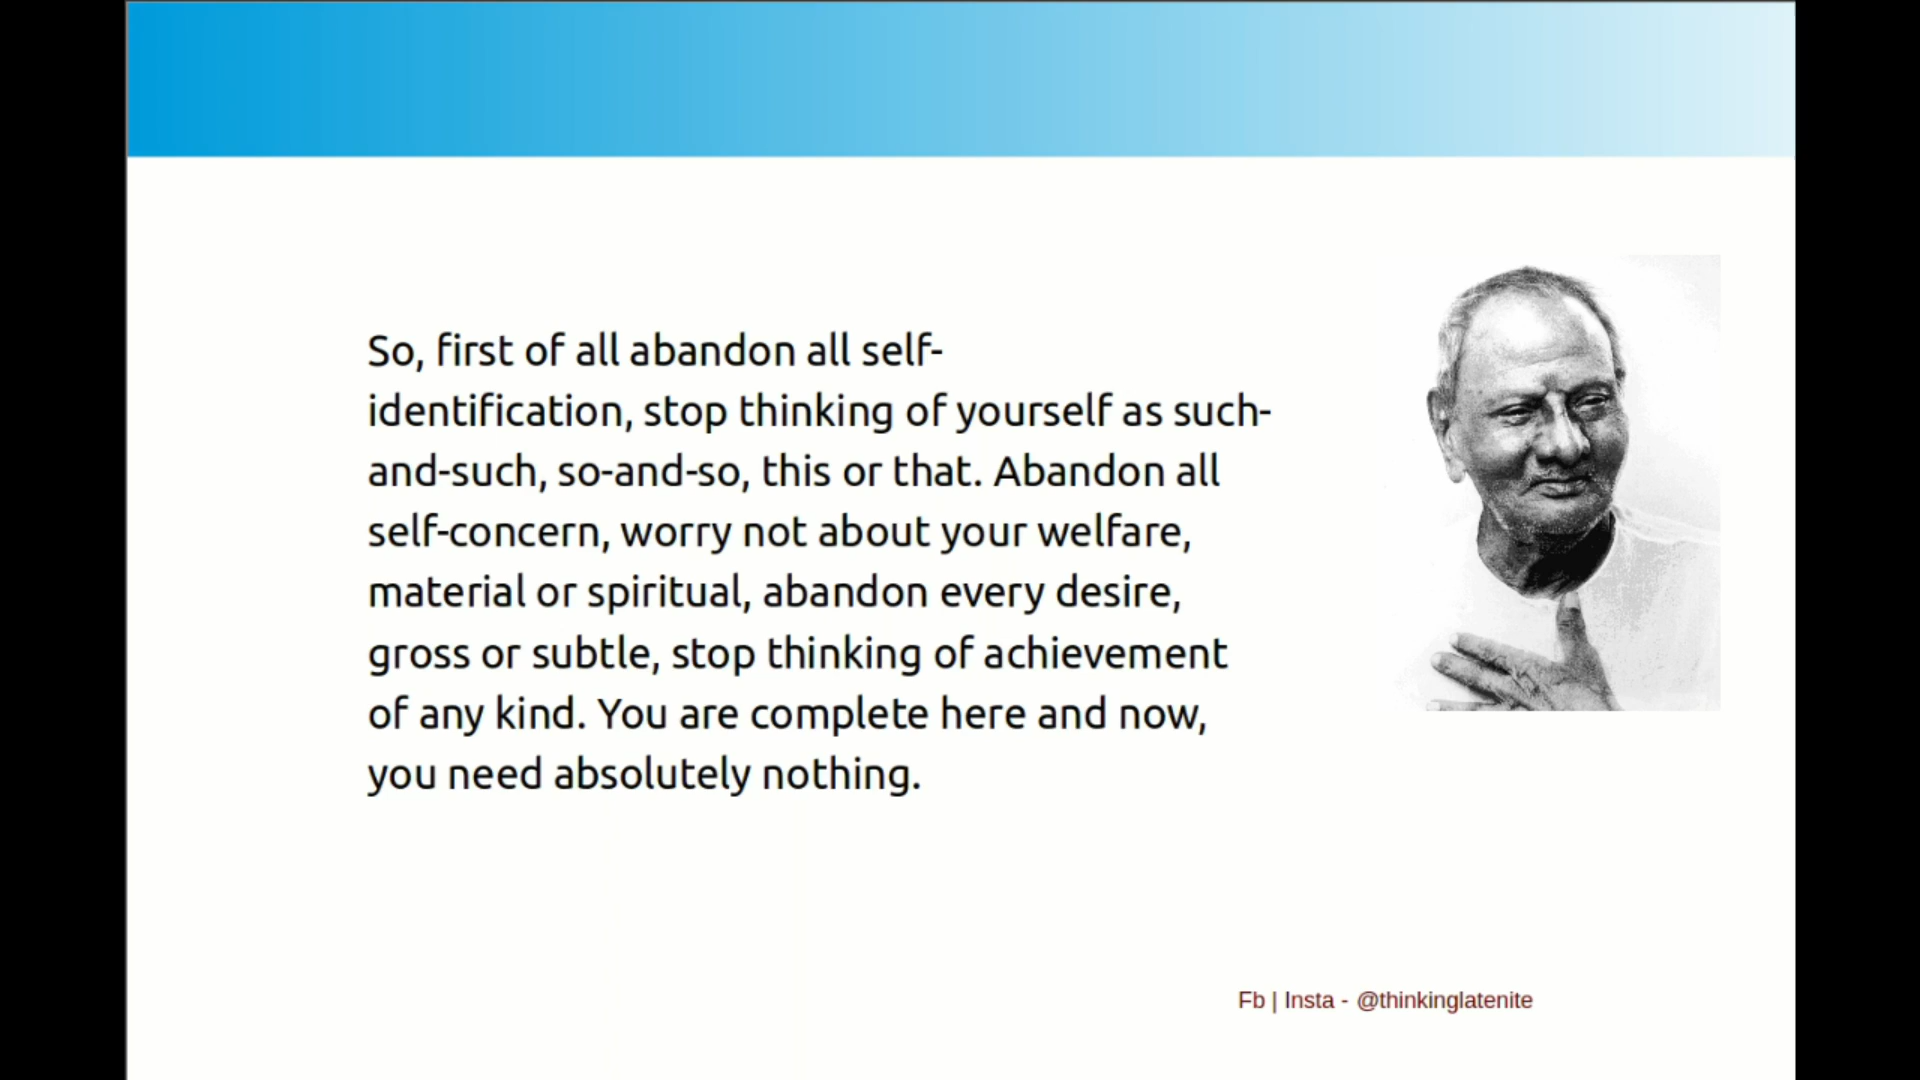 So, first of all abandon all self-
identification, stop thinking of yourself as such-
and-such, so-and-so, this or that. Abandon all
self-concern, worry not about your welfare,
material or spiritual, abandon every desire,
gross or subtle, stop thinking of achievement
of any kind. You are complete here and now,
you need absolutely nothing.
Fb | Insta - @thinkinglatenite